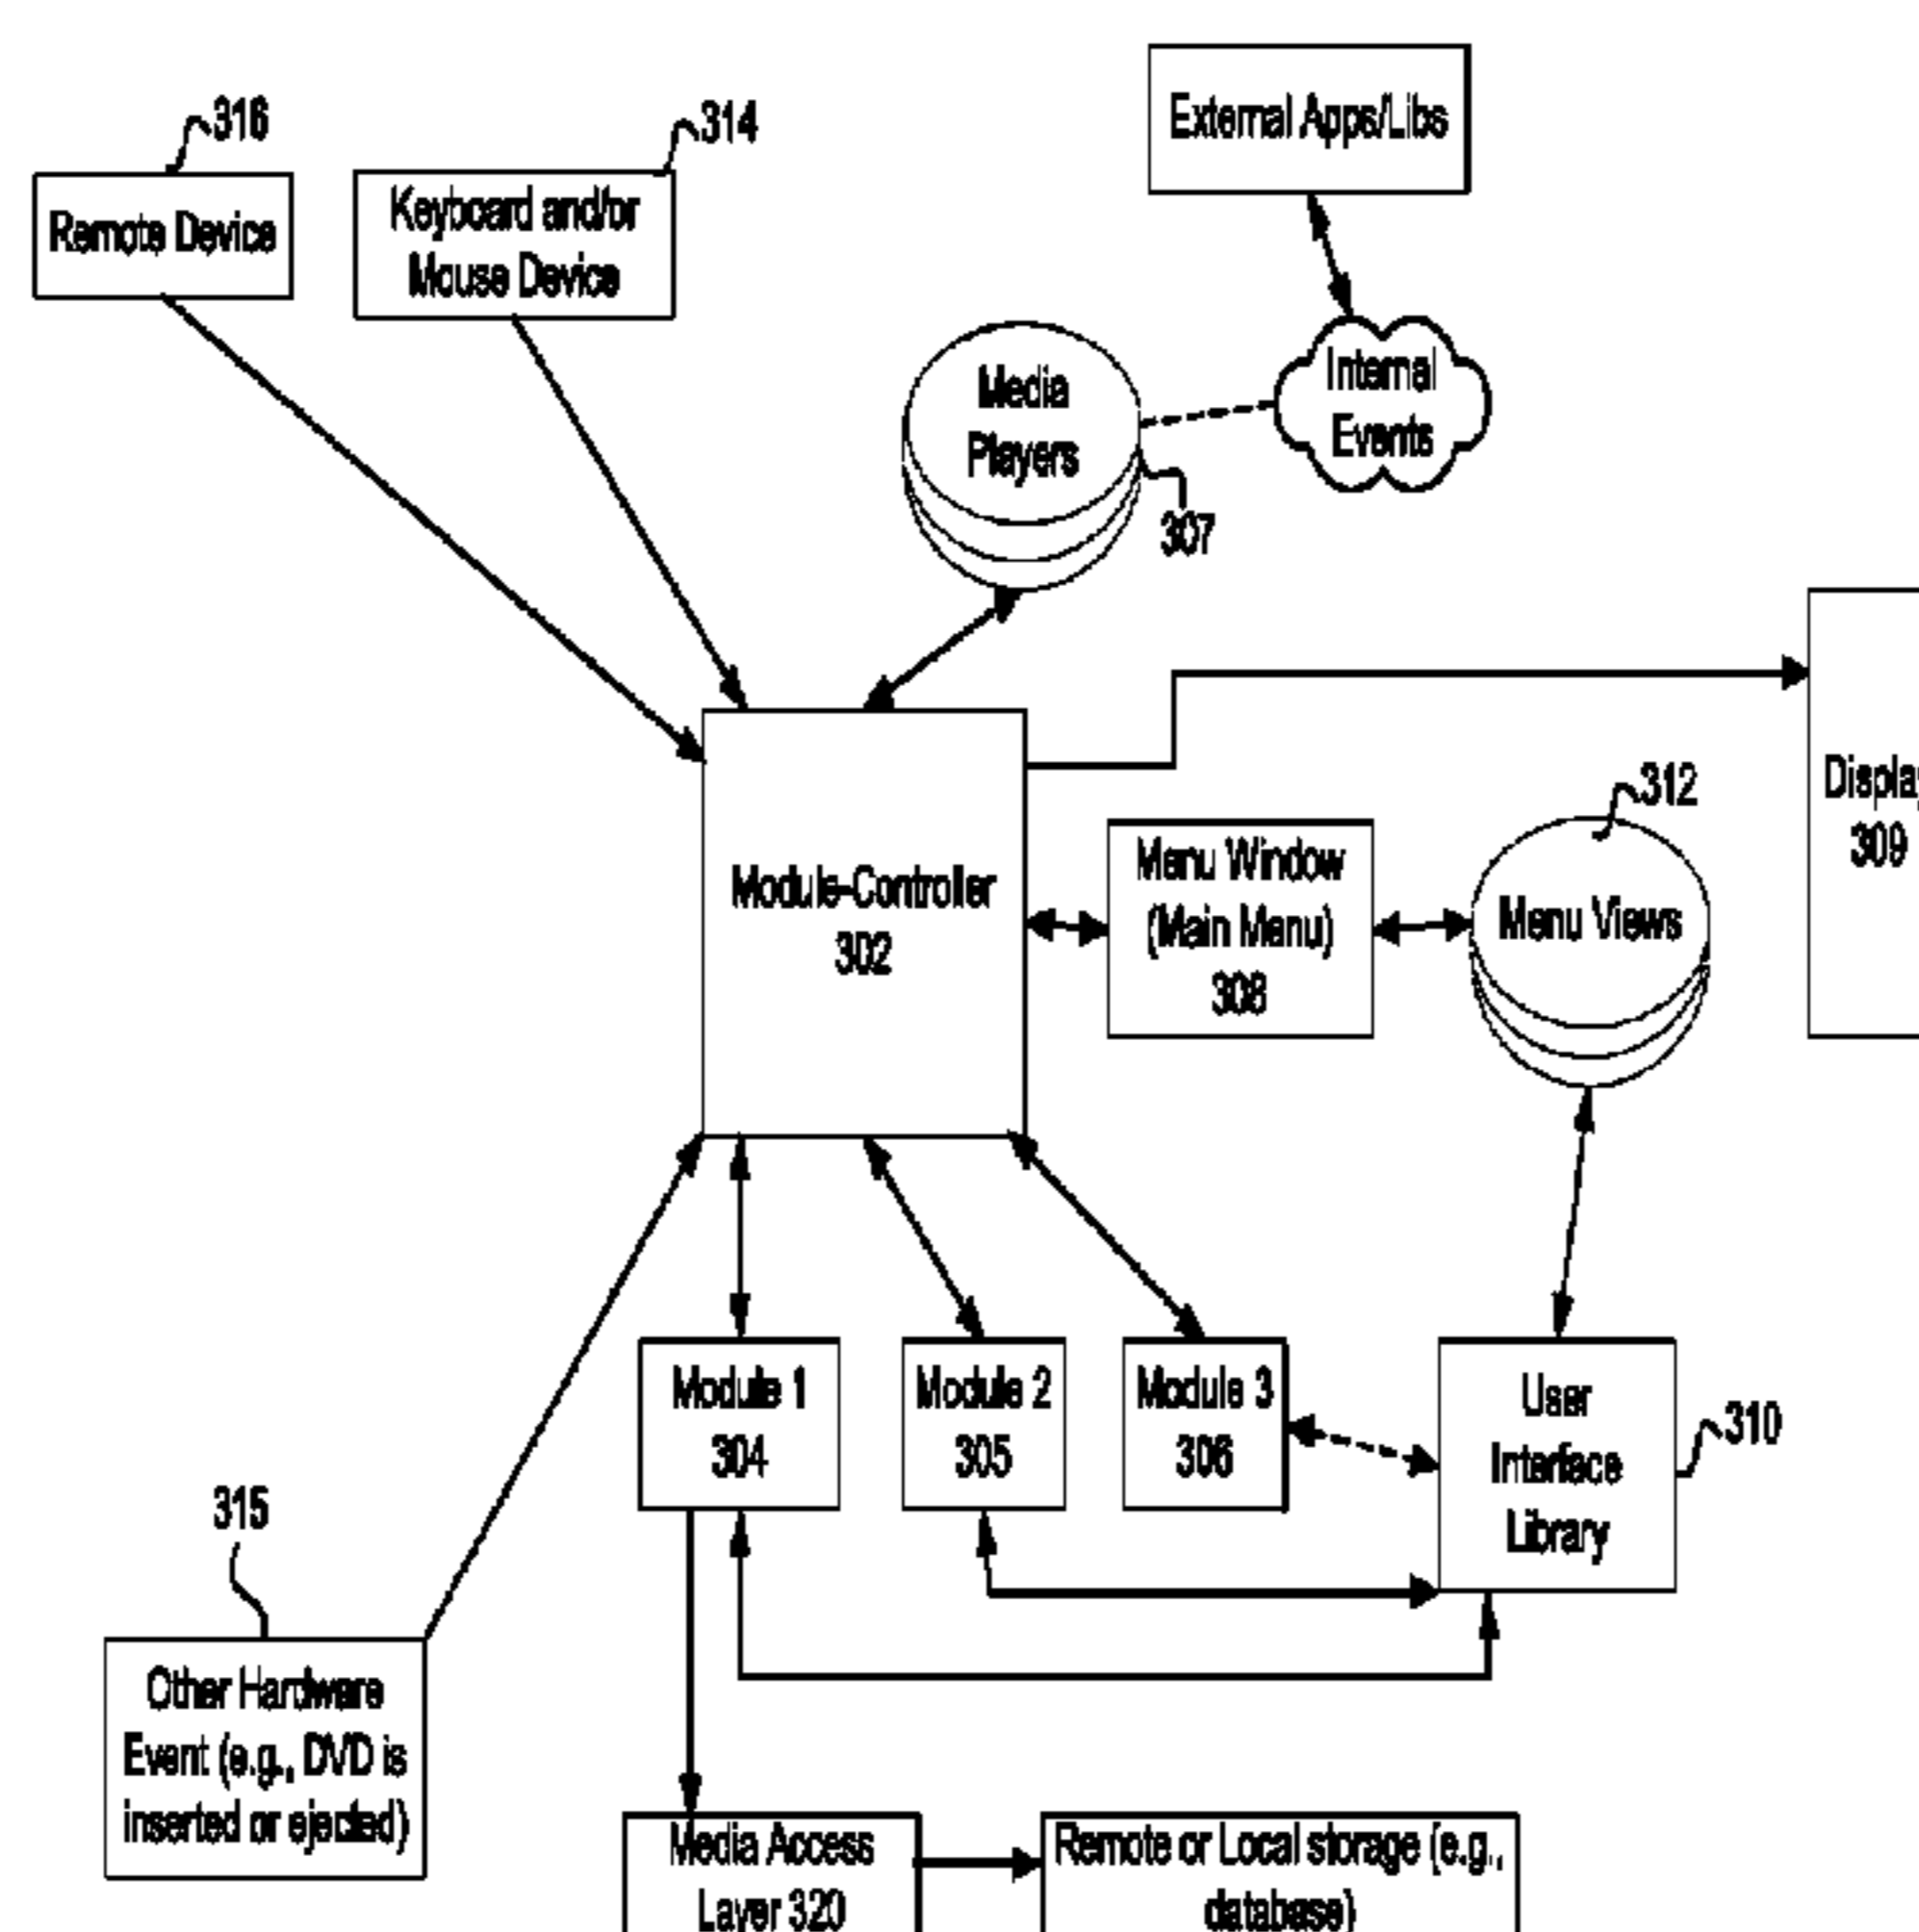 316
314
External Apps/Libs
Remote Device
Keyboard and/or
Mouse Device
Internal
Events
Media
Players
307
Display
309
312
Menu Window
(Main Menu)
308
Menu Views
Module-Controller
302
Module 1
304
Module 2
305
Module 3
306
User
Interface
Library
310
315
Other Hardware
Event (e.g., DVD is
inserted or ejected)
Media Access
Layer 320
Remote or Local storage (e.g.,
database)